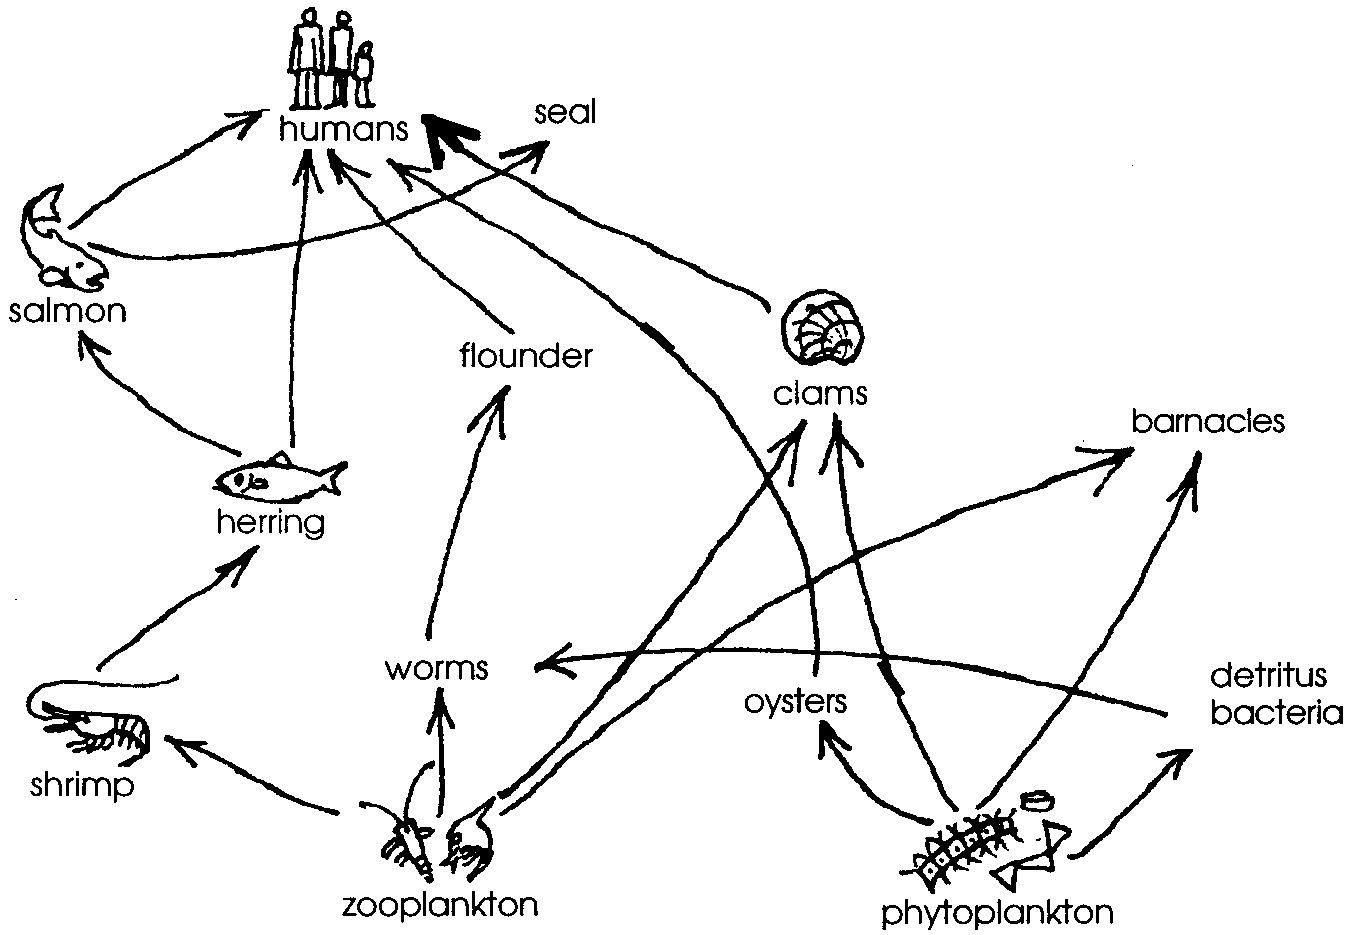 seal
humans
salmon
flounder
clams
barnacles
herring
worms
oysters
detritus
bacteria
shrimp
zooplankton
phytoplankton